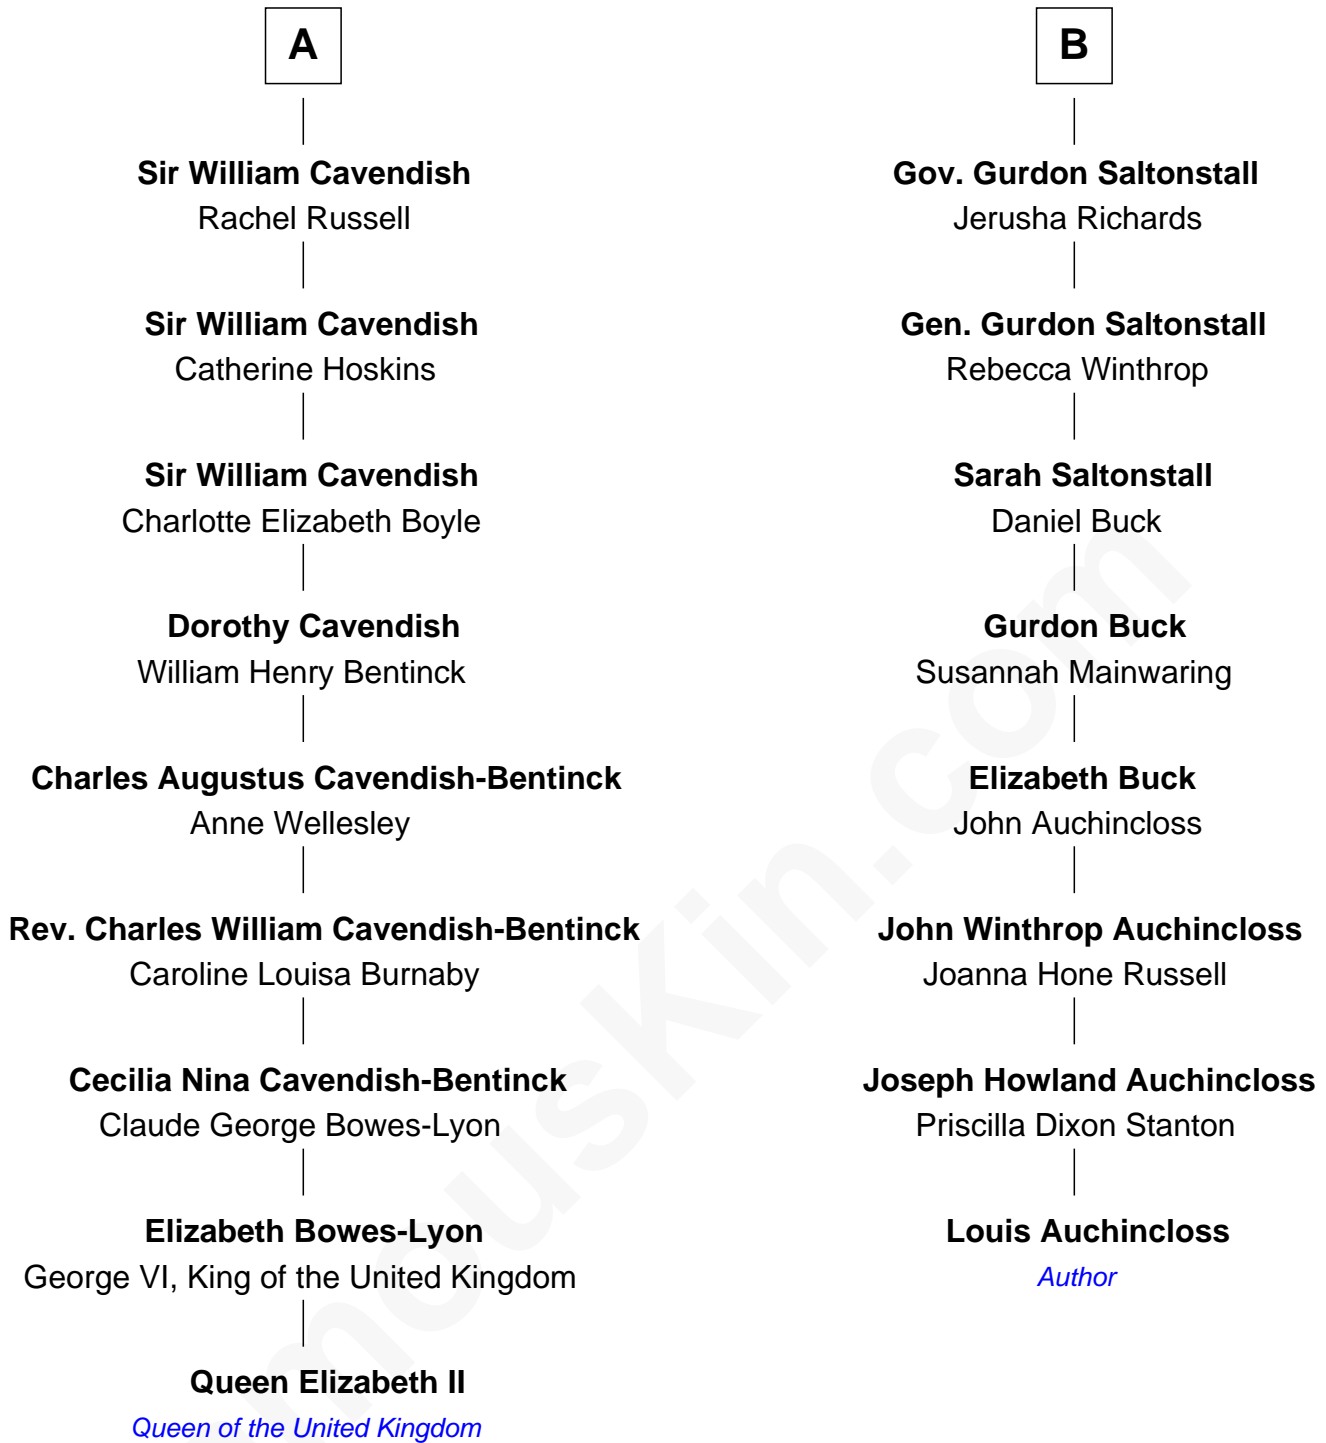 A
Sir William Cavendish
Rachel Russell
Sir William Cavendish
Catherine Hoskins
Sir William Cavendish
Charlotte Elizabeth Boyle
Dorothy Cavendish
William Henry Bentinck
Charles Augustus Cavendish-Bentinck
Anne Wellesley
Rev. Charles William Cavendish-Bentinck
Caroline Louisa Burnaby
Cecilia Nina Cavendish-Bentinck
Claude George Bowes-Lyon
Elizabeth Bowes-Lyon
George VI, King of the United Kingdom
Queen Elizabeth II
Queen of the United Kingdom
B
Gov. Gurdon Saltonstall
Jerusha Richards
Gen. Gurdon Saltonstall
Rebecca Winthrop
Sarah Saltonstall
Daniel Buck
Gurdon Buck
Susannah Mainwaring
Elizabeth Buck
John Auchincloss
John Winthrop Auchincloss
Joanna Hone Russell
Joseph Howland Auchincloss
Priscilla Dixon Stanton
Louis Auchincloss
Author
mousKin.com